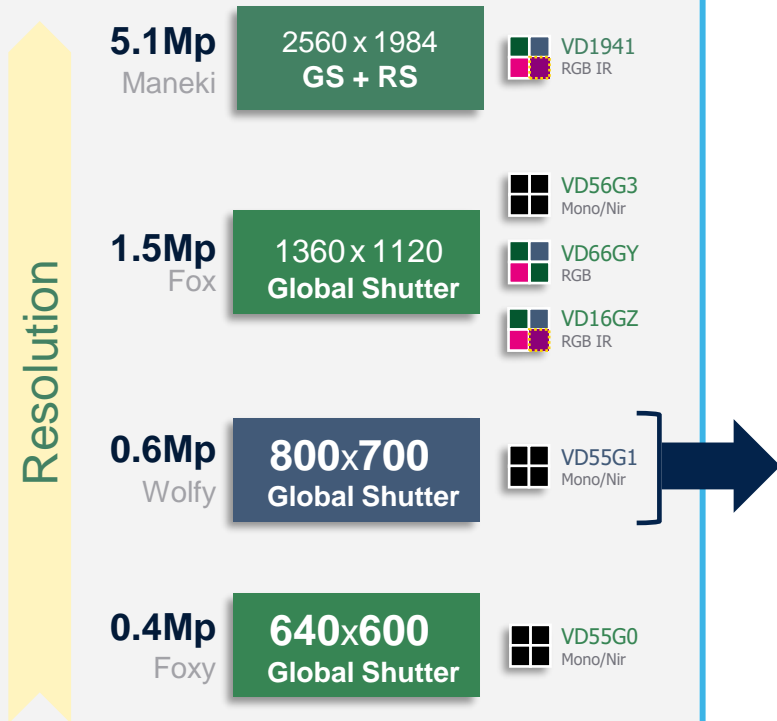 Resolution
5.1Mp
Maneki
2560 x 1984
GS + RS
VD1941
RGB IR
1.5Mp
Fox
1360 x 1120
Global Shutter
VD56G3
Mono/Nir
VD66GY
RGB
VD16GZ
RGB IR
0.6Mp
Wolfy
800x700
Global Shutter
VD55G1
Mono/Nir
0.4Mp
Foxy
640x600
Global Shutter
VD55G0
Mono/Nir